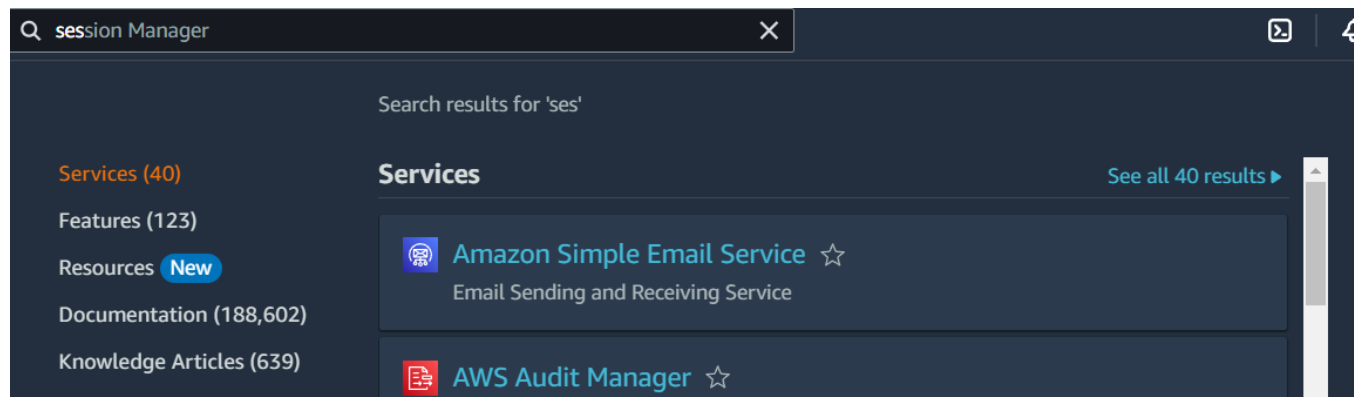 session Manager
Search results for 'ses'
Services (40)
Features (123)
Resources New
Documentation (188,602)
Knowledge Articles (639)
Services
See all 40 results
Amazon Simple Email Service
Email Sending and Receiving Service
AWS Audit Manager